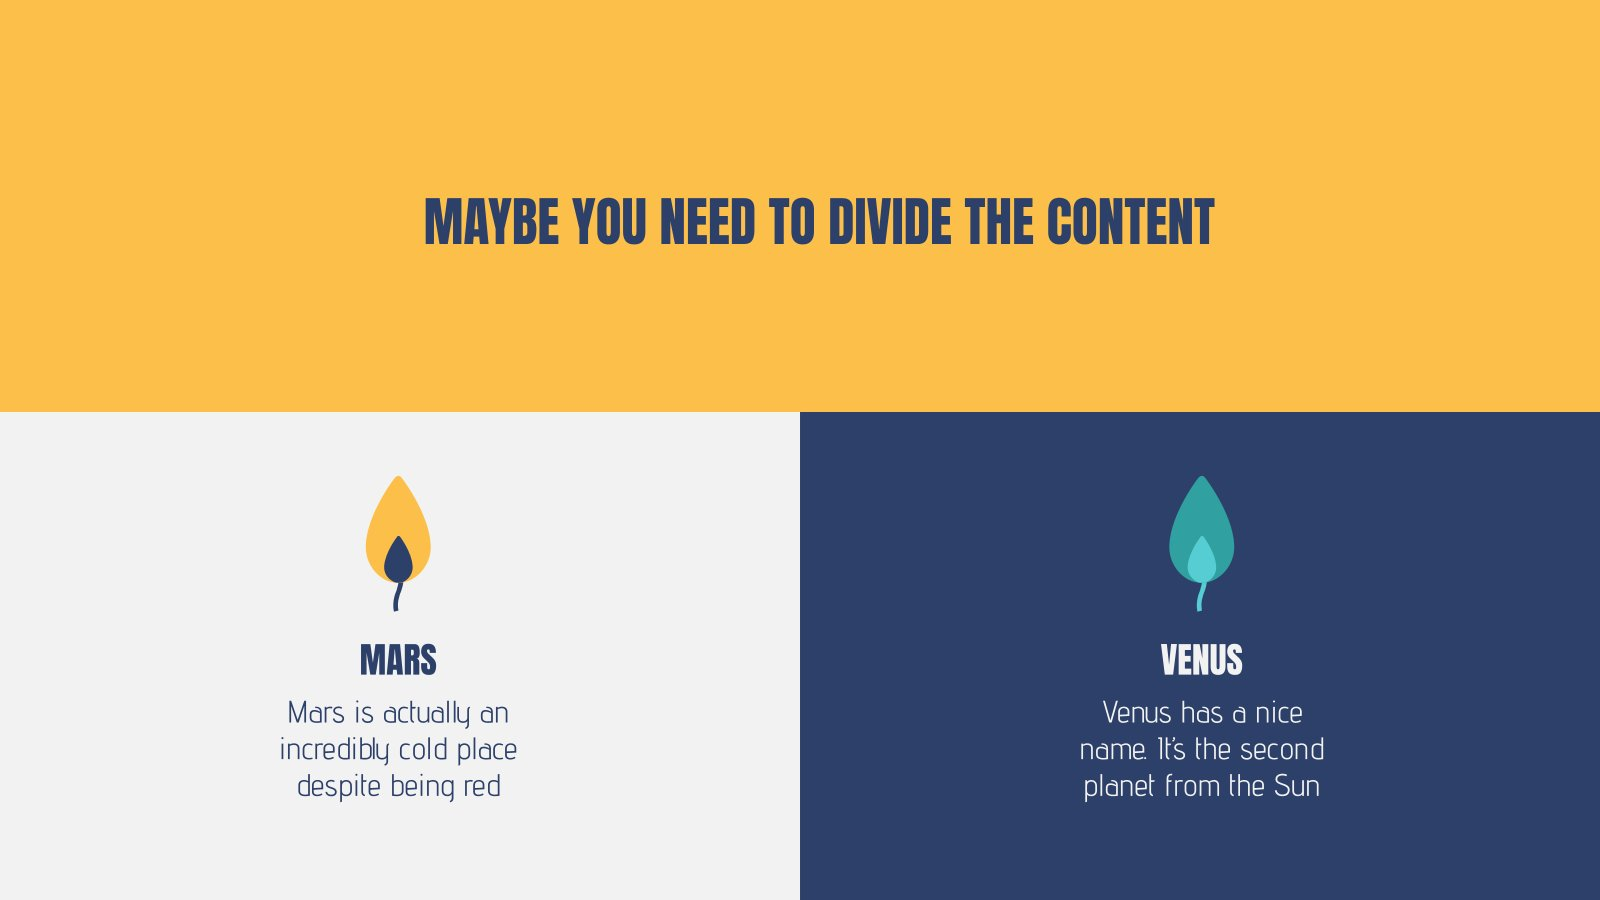 MAYBE YOU NEED TO DIVIDE THE CONTENT
MARS
Mars is actually an
incredibly cold place
despite being red
VENUS
Venus has a nice
name. It's the second
planet from the Sun